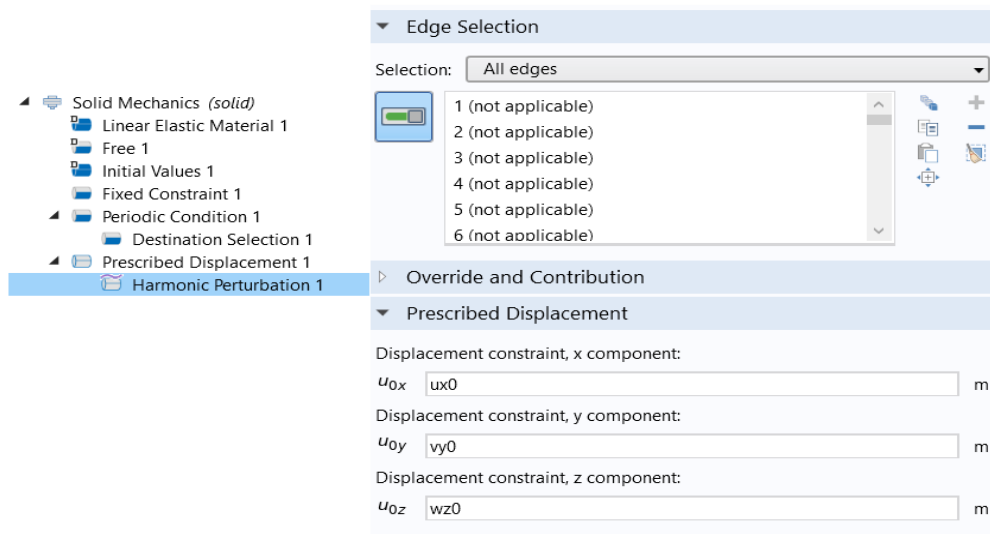 Solid Mechanics (solid)
Linear Elastic Material 1
Free 1
Initial Values 1
Fixed Constraint 1
Periodic Condition 1
Destination Selection 1
Prescribed Displacement 1
Harmonic Perturbation 1
Edge Selection
Selection: All edges
1 (not applicable)
2 (not applicable)
3 (not applicable)
4 (not applicable)
5 (not applicable)
6 (not applicable)
Override and Contribution
Prescribed Displacement
Displacement constraint, x component:
u0x ux0 m
Displacement constraint, y component:
u0y vy0 m
Displacement constraint, z component:
u0z wz0 m